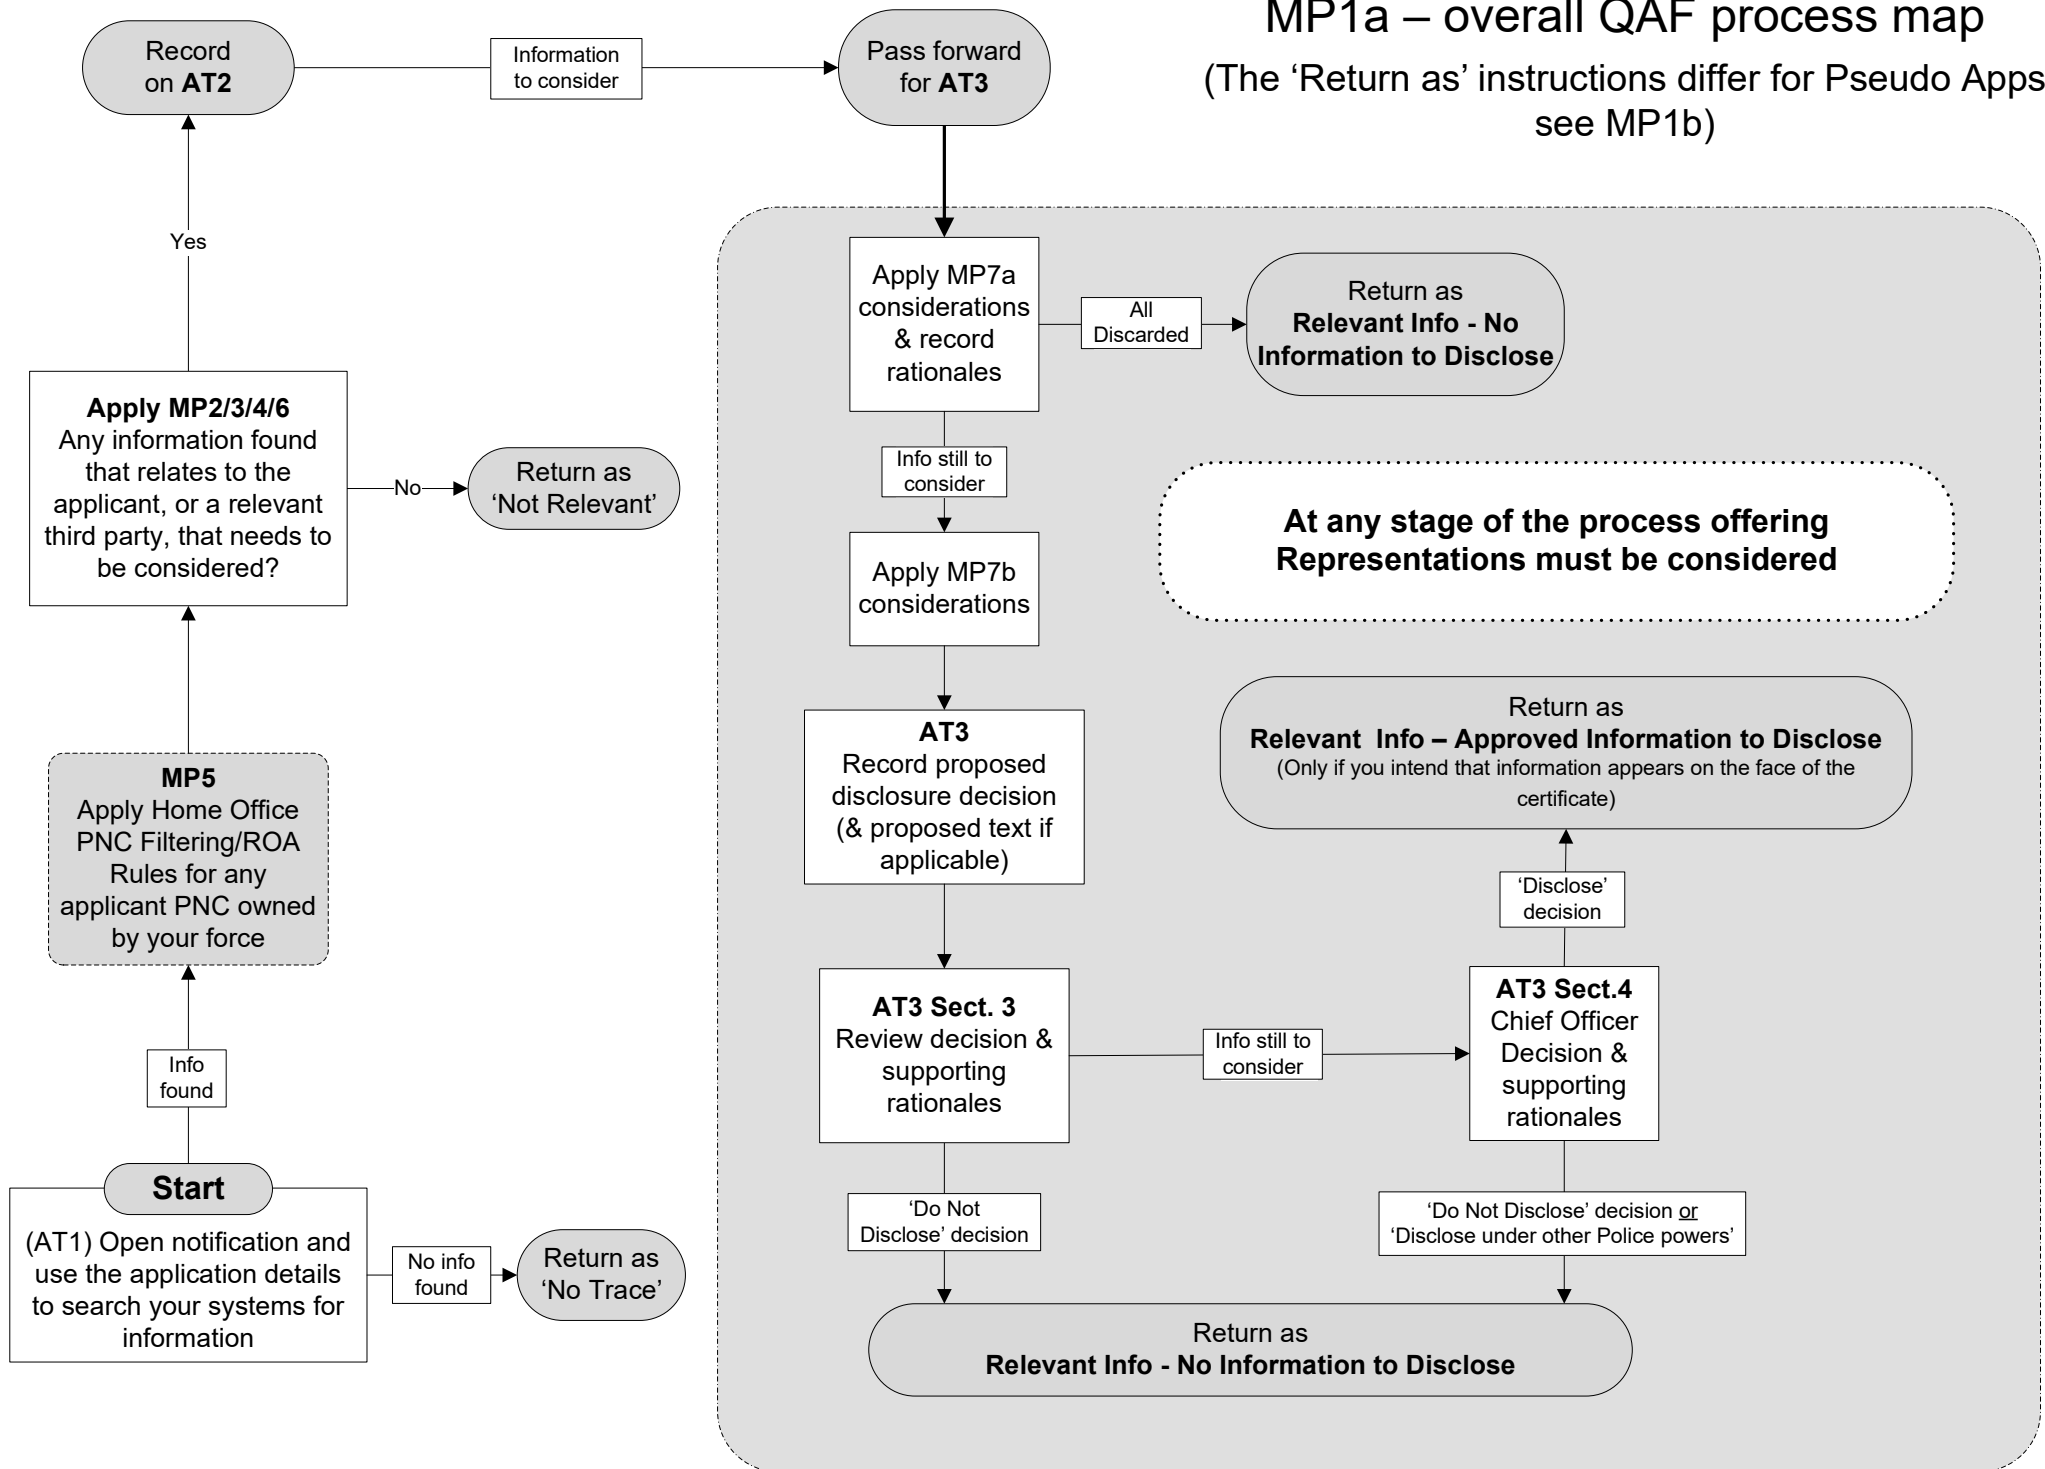 MP1a – overall QAF process map
(The ‘Return as’ instructions differ for Pseudo Apps
see MP1b)
Record
on AT2
Information
to consider
Pass forward
for AT3
Yes
Apply MP2/3/4/6
Any information found
that relates to the
applicant, or a relevant
third party, that needs to
be considered?
No
Return as
‘Not Relevant’
MP5
Apply Home Office
PNC Filtering/ROA
Rules for any
applicant PNC owned
by your force
Info
found
Start
(AT1) Open notification and
use the application details
to search your systems for
information
No info
found
Return as
‘No Trace’
Apply MP7a
considerations
& record
rationales
All
Discarded
Return as
Relevant Info - No
Information to Disclose
Info still to
consider
Apply MP7b
considerations
At any stage of the process offering
Representations must be considered
AT3
Record proposed
disclosure decision
(& proposed text if
applicable)
Return as
Relevant  Info – Approved Information to Disclose
(Only if you intend that information appears on the face of the
certificate)
‘Disclose’
decision
AT3 Sect. 3
Review decision &
supporting
rationales
Info still to
consider
AT3 Sect.4
Chief Officer
Decision &
supporting
rationales
‘Do Not
Disclose’ decision
‘Do Not Disclose’ decision or
‘Disclose under other Police powers’
Return as
Relevant Info - No Information to Disclose